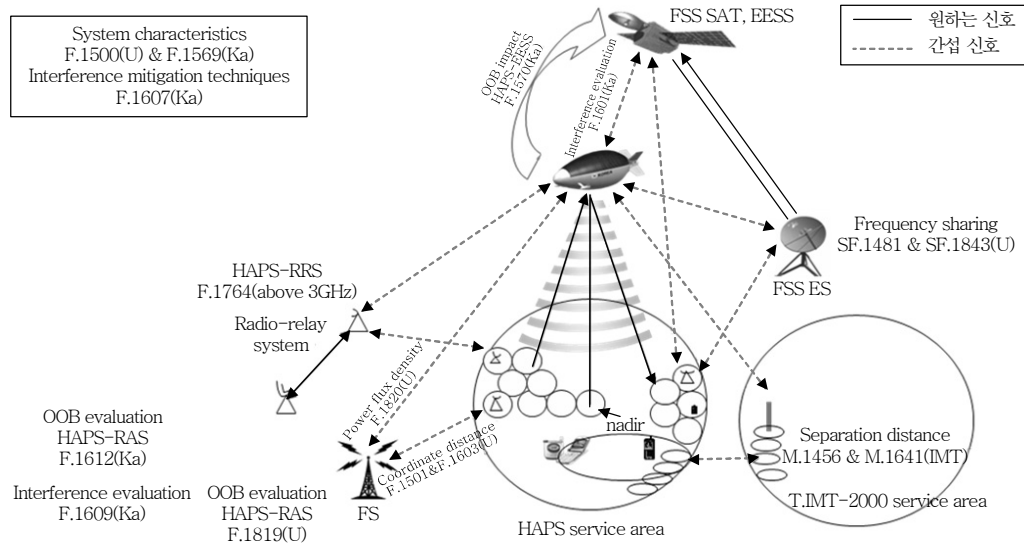 System characteristics
F.1500(U) & F.1569(Ka)
Interference mitigation techniques
F.1607(Ka)
FSS SAT, EESS
원하는 신호
간섭 신호
OOB impact
HAPS-EESS
F.1570(Ka)
Interference evaluation
F.1601(Ka)
Frequency sharing
SF.1481 & SF.1843(U)
FSS ES
HAPS-RRS
F.1764(above 3GHz)
Radio-relay
system
Power flux density
F.1820(U)
Coordinate distance
F.1501&F.1603(U)
nadir
OOB evaluation
HAPS-RAS
F.1612(Ka)
Interference evaluation
F.1609(Ka)
OOB evaluation
HAPS-RAS
F.1819(U)
FS
HAPS service area
Separation distance
M.1456 & M.1641(IMT)
T.IMT-2000 service area